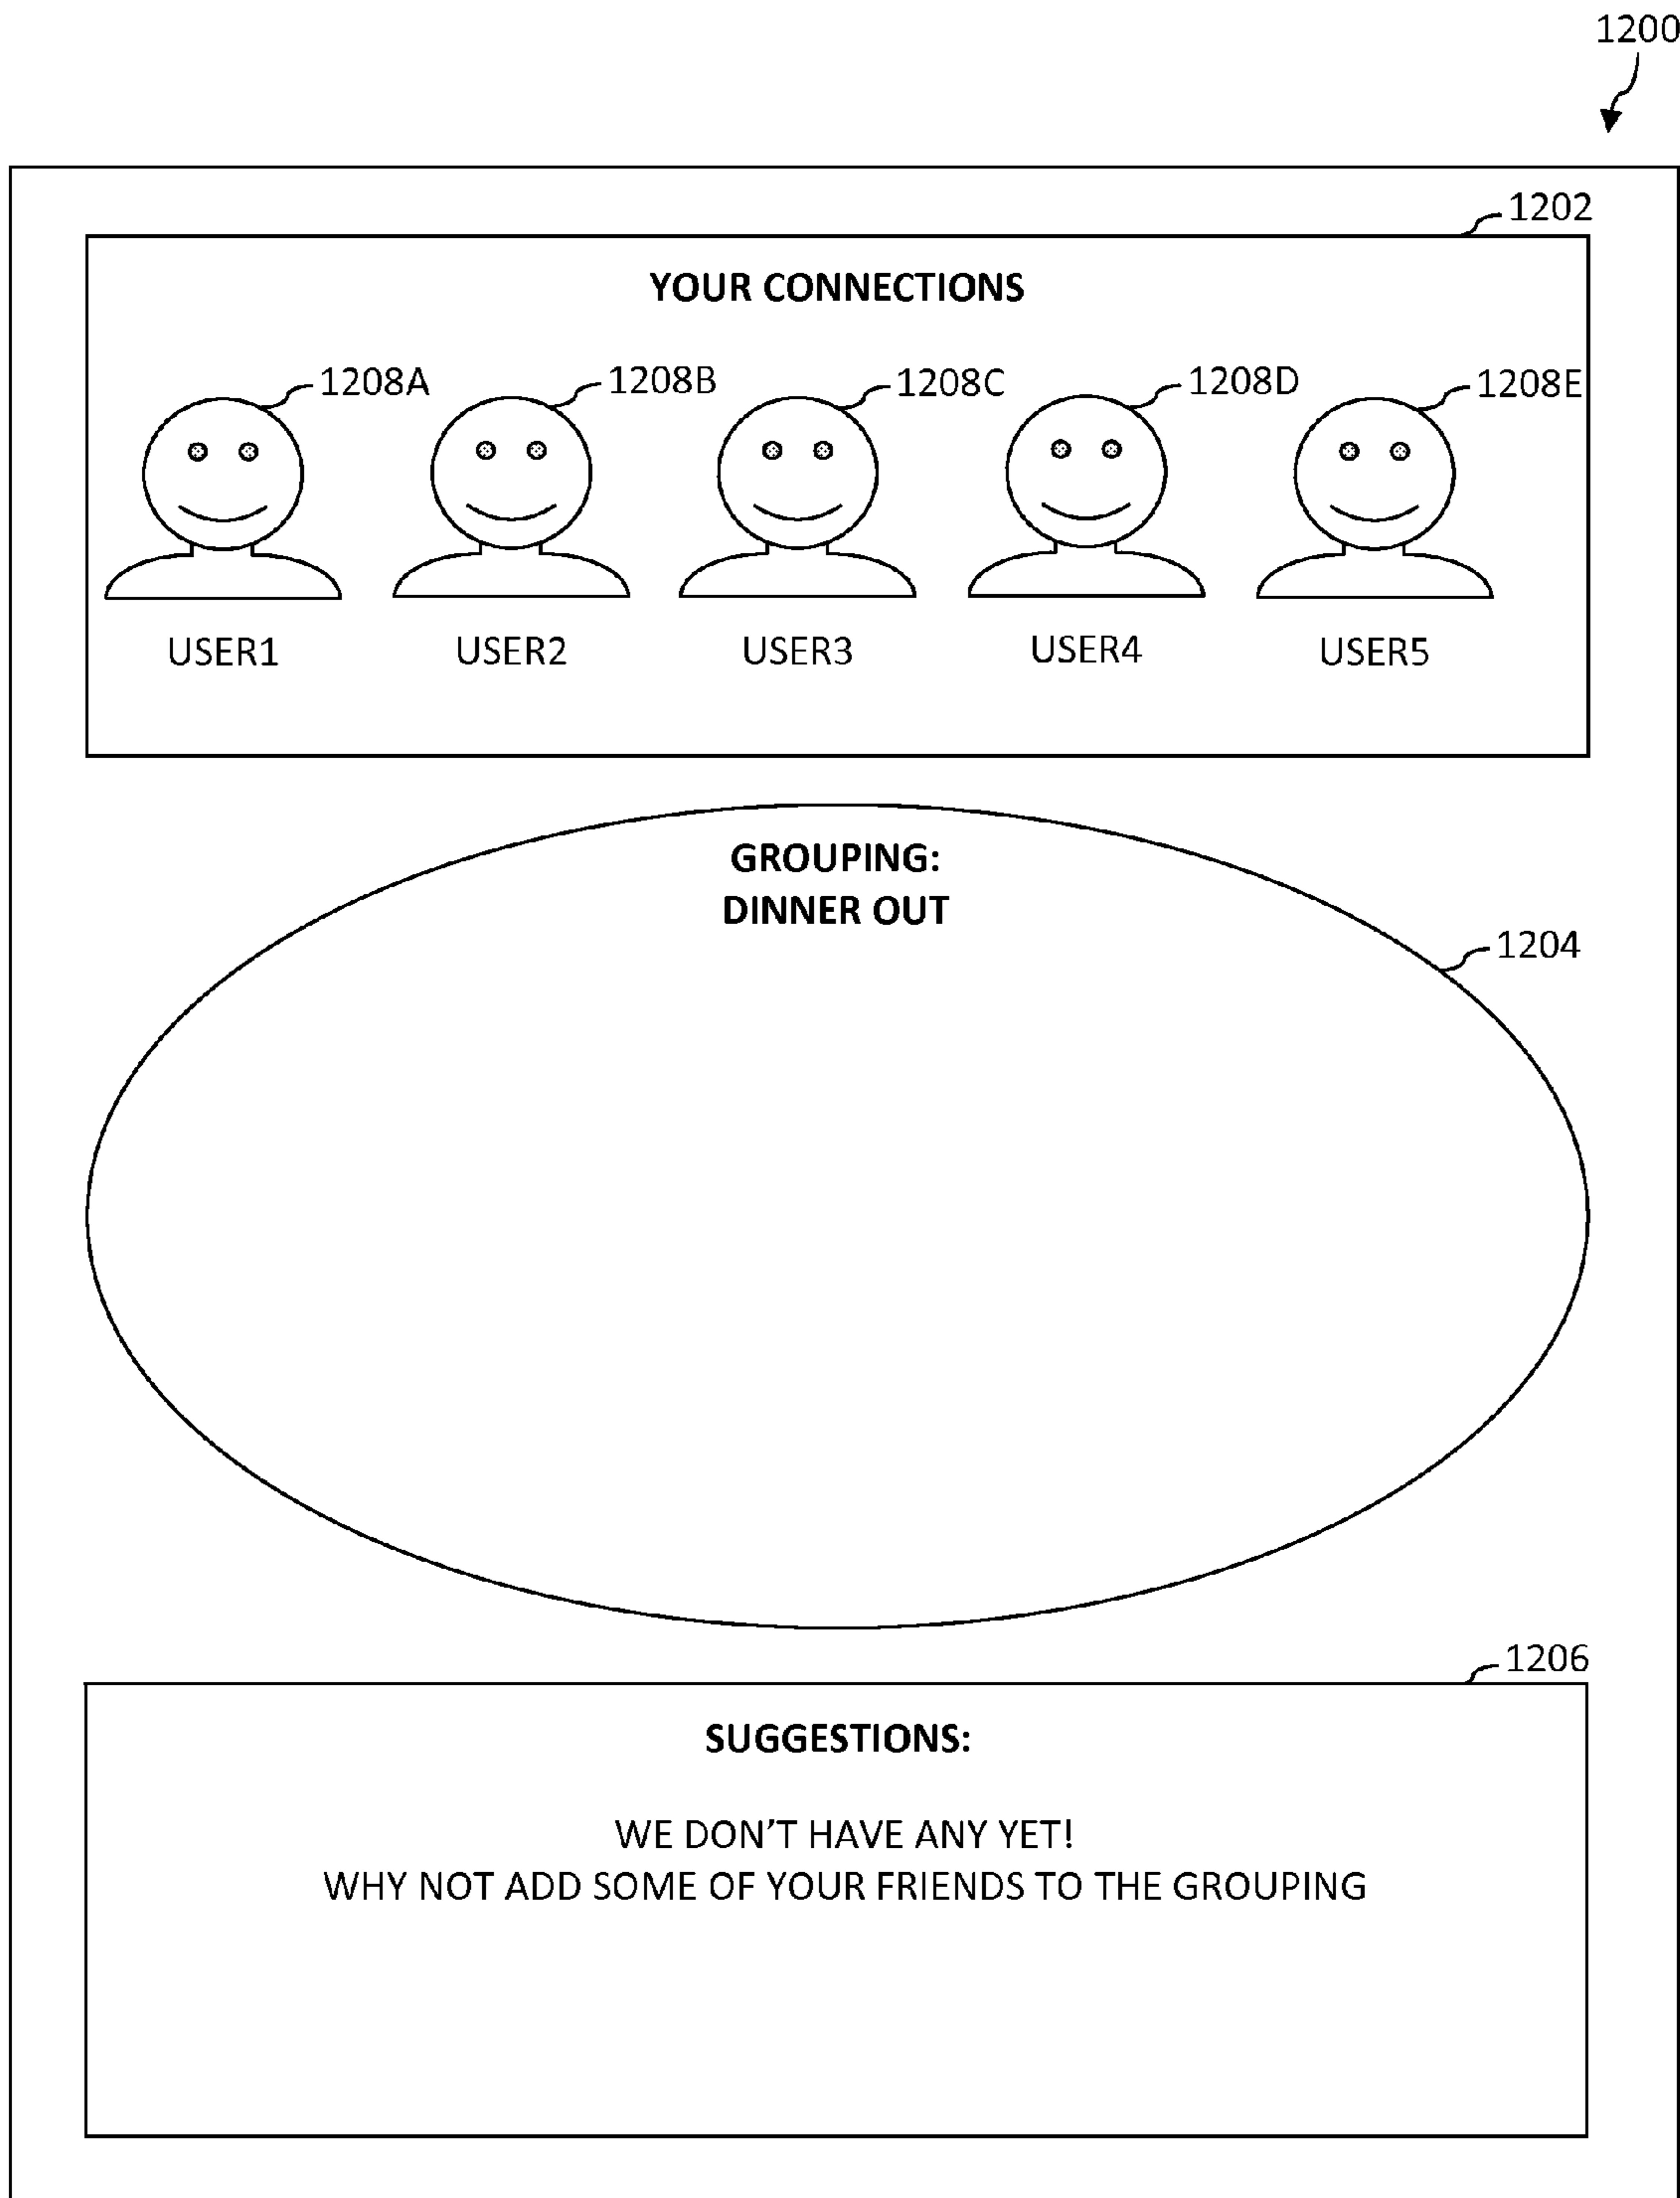 1200
1202
YOUR CONNECTIONS
1208A 1208B 1208C 1208D 1208E
USER1 USER2 USER3 USER4 USER5
GROUPING:
DINNER OUT
1204
1206
SUGGESTIONS:
WE DON’T HAVE ANY YET!
WHY NOT ADD SOME OF YOUR FRIENDS TO THE GROUPING